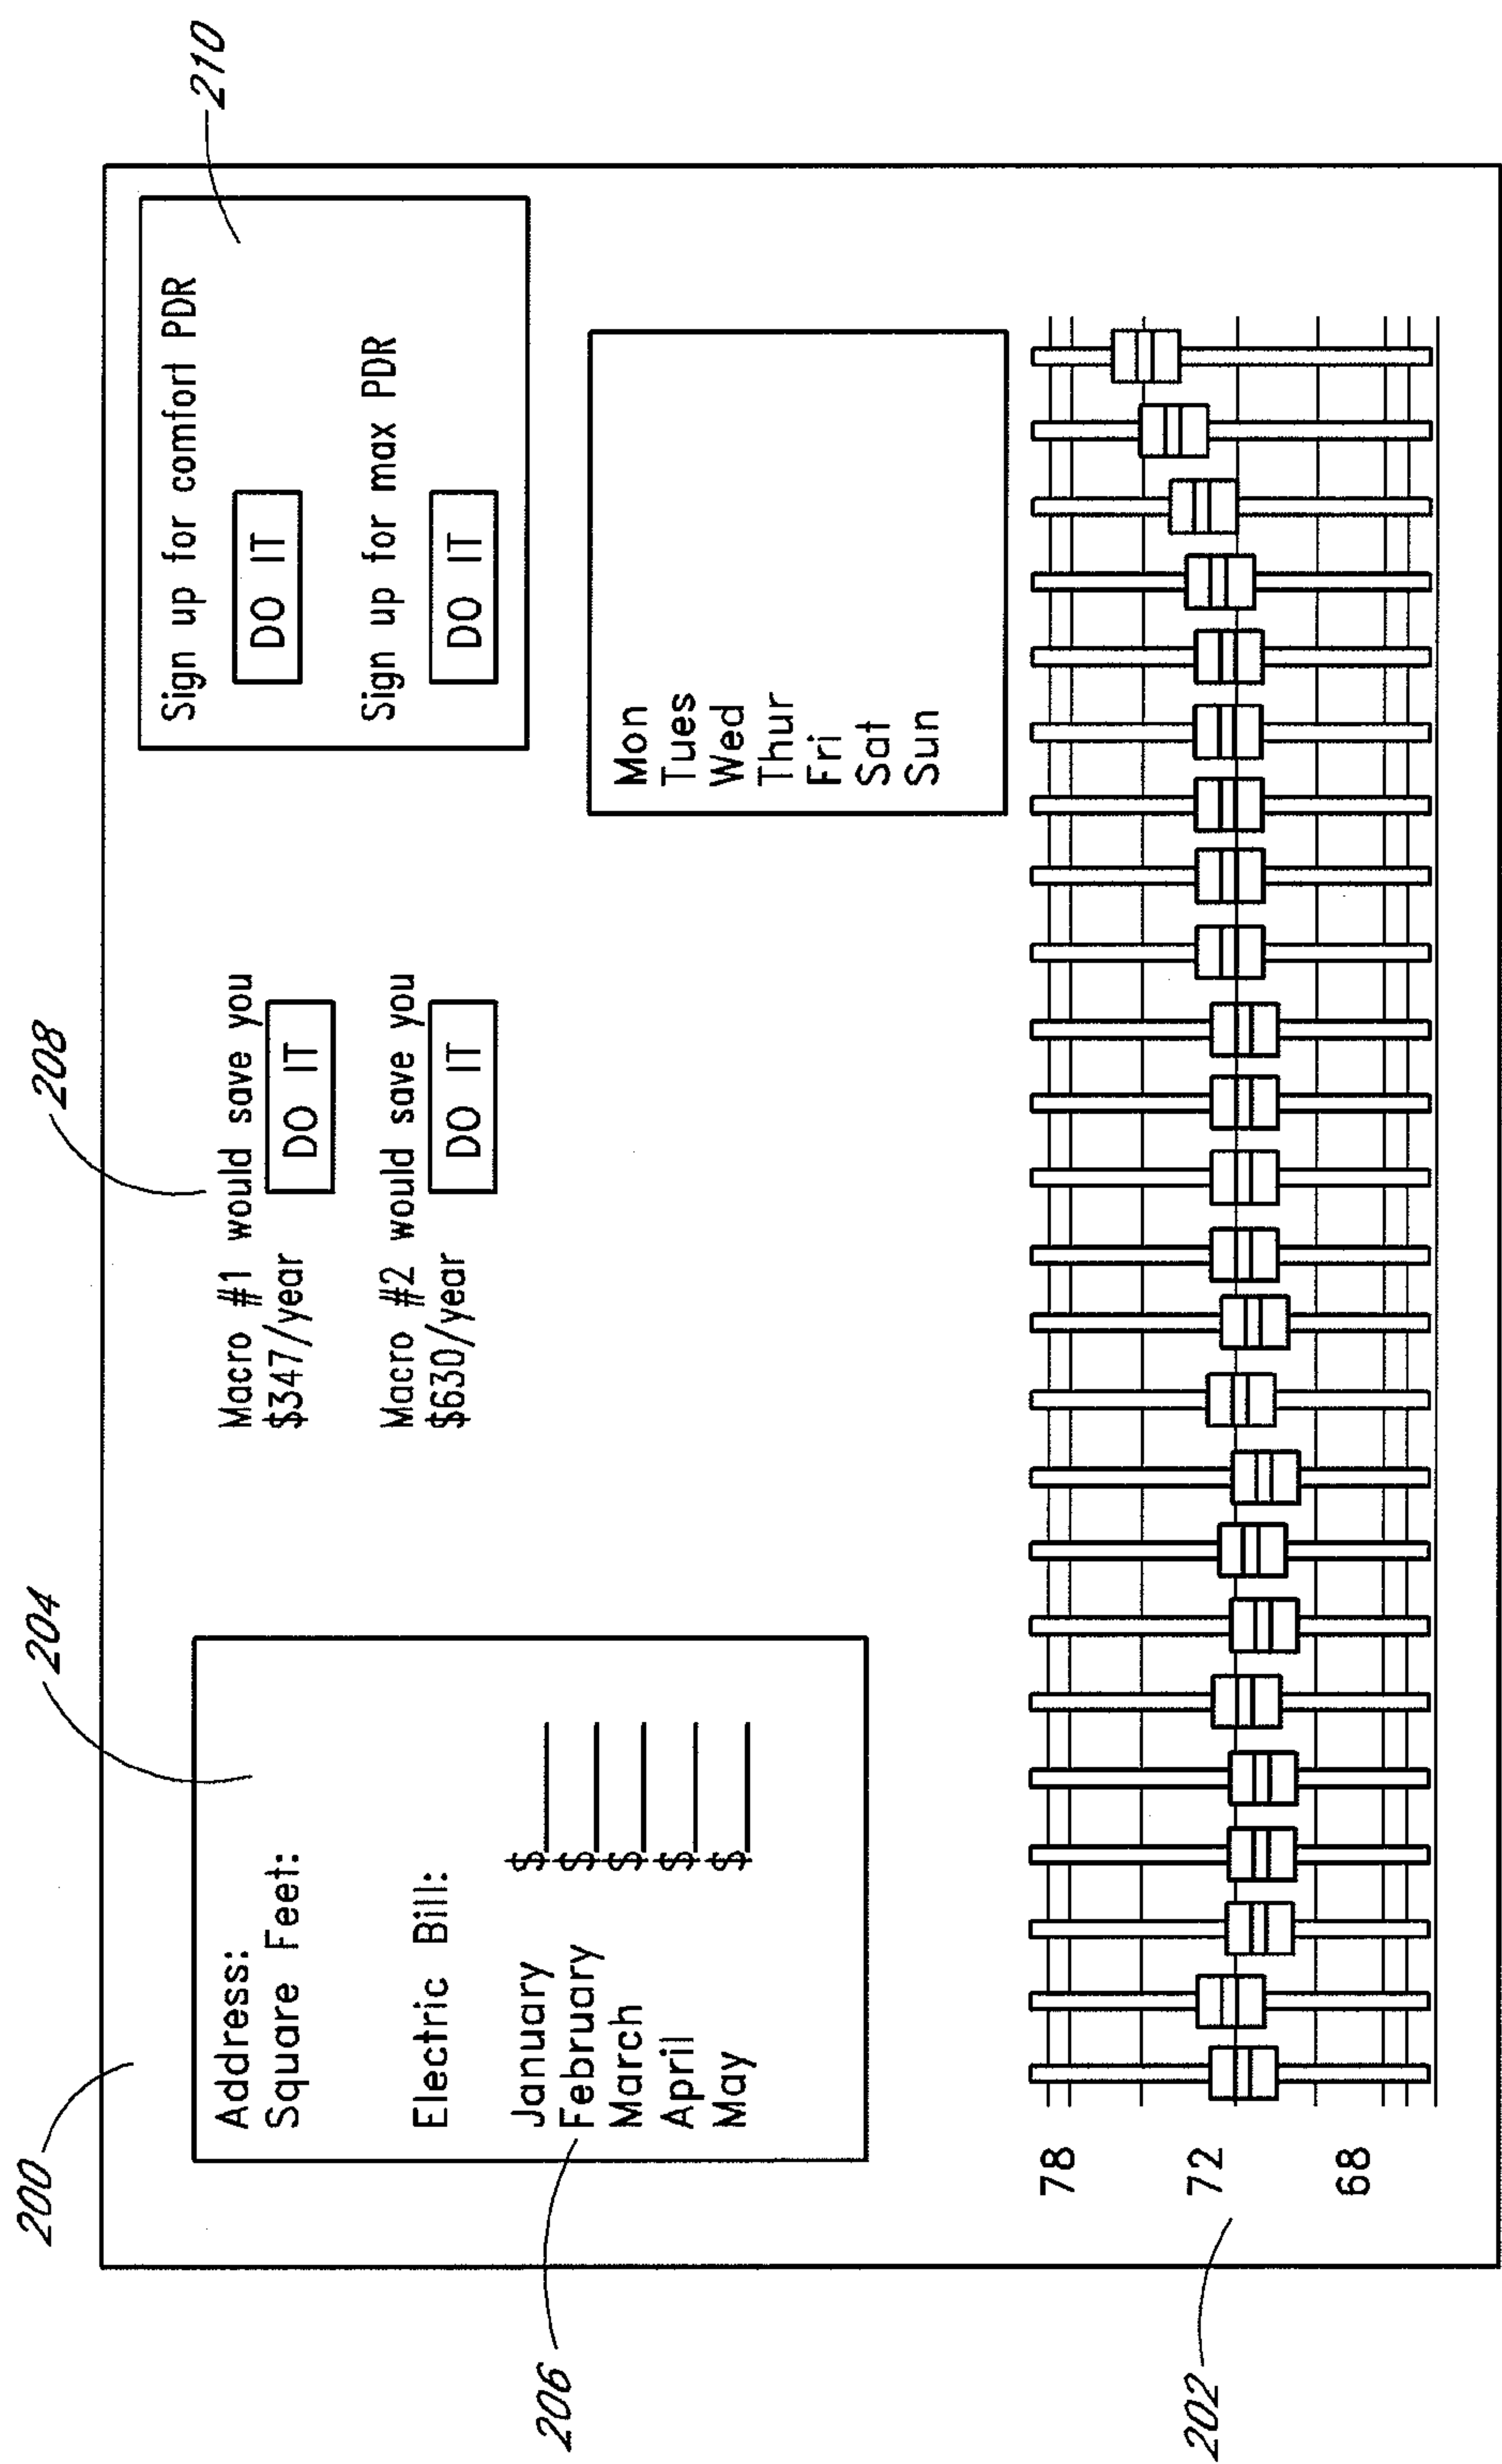 200
204
208
210
Address:
Square Feet:
Electric Bill:
January $
February $
March $
April $
May $
206
Macro #1 would save you
$347/year
DO IT
Macro #2 would save you
$630/year
DO IT
Sign up for comfort PDR
DO IT
Sign up for max PDR
DO IT
Mon
Tues
Wed
Thur
Fri
Sat
Sun
78
72
68
202